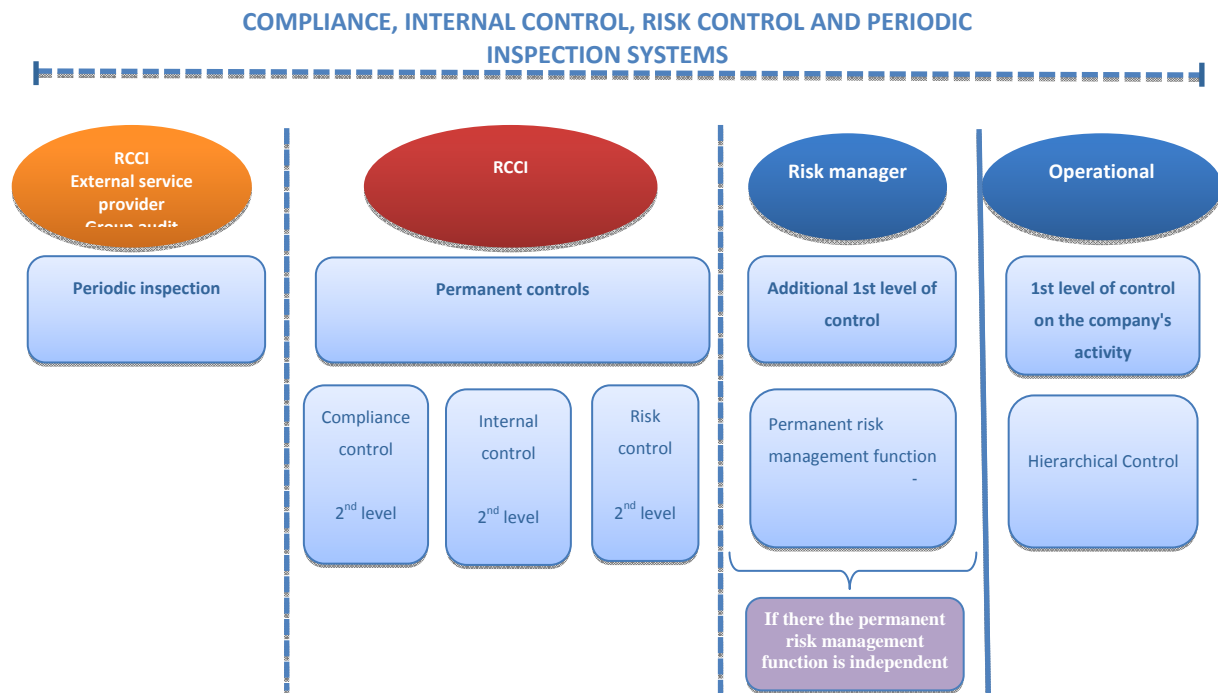 COMPLIANCE, INTERNAL CONTROL, RISK CONTROL AND PERIODIC
INSPECTION SYSTEMS
RCCI
External service
provider
Group audit
Periodic inspection
RCCI
Permanent controls
Compliance
control
2nd level
Internal
control
2nd level
Risk
control
2nd level
Risk manager
Additional 1st level of
control
Permanent risk
management function
-
If there the permanent
risk management
function is independent
Operational
1st level of control
on the company's
activity
Hierarchical Control